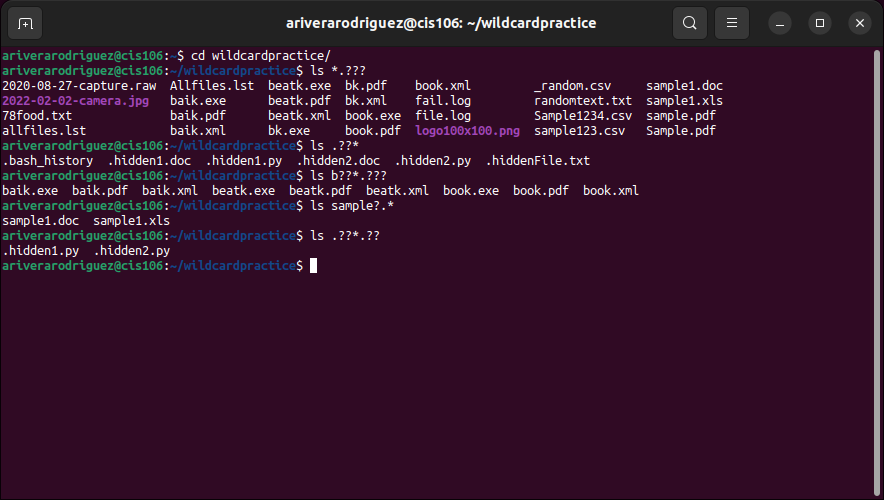 ariverarodriguez@cis106: ~/wildcardpractice
ariverarodriguez@cis106:~$ cd wildcardpractice/
ariverarodriguez@cis106:~/wildcardpractice$ ls *.???
2020-08-27-capture.raw  Allfiles.lst  beatk.exe  bk.pdf    book.xml         _random.csv     sample1.doc
2022-02-02-camera.jpg   baik.exe      beatk.pdf  bk.xml    fail.log         randomtext.txt  sample1.xls
78food.txt              baik.pdf      beatk.xml  book.exe  file.log         Sample1234.csv  sample.pdf
allfiles.lst            baik.xml      bk.exe     book.pdf  logo100x100.png  sample123.csv   Sample.pdf
ariverarodriguez@cis106:~/wildcardpractice$ ls .??*
.bash_history  .hidden1.doc  .hidden1.py  .hidden2.doc  .hidden2.py  .hiddenFile.txt
ariverarodriguez@cis106:~/wildcardpractice$ ls b??*.???
baik.exe  baik.pdf  baik.xml  beatk.exe  beatk.pdf  beatk.xml  book.exe  book.pdf  book.xml
ariverarodriguez@cis106:~/wildcardpractice$ ls sample?.*
sample1.doc  sample1.xls
ariverarodriguez@cis106:~/wildcardpractice$ ls .??*.??
.hidden1.py  .hidden2.py
ariverarodriguez@cis106:~/wildcardpractice$